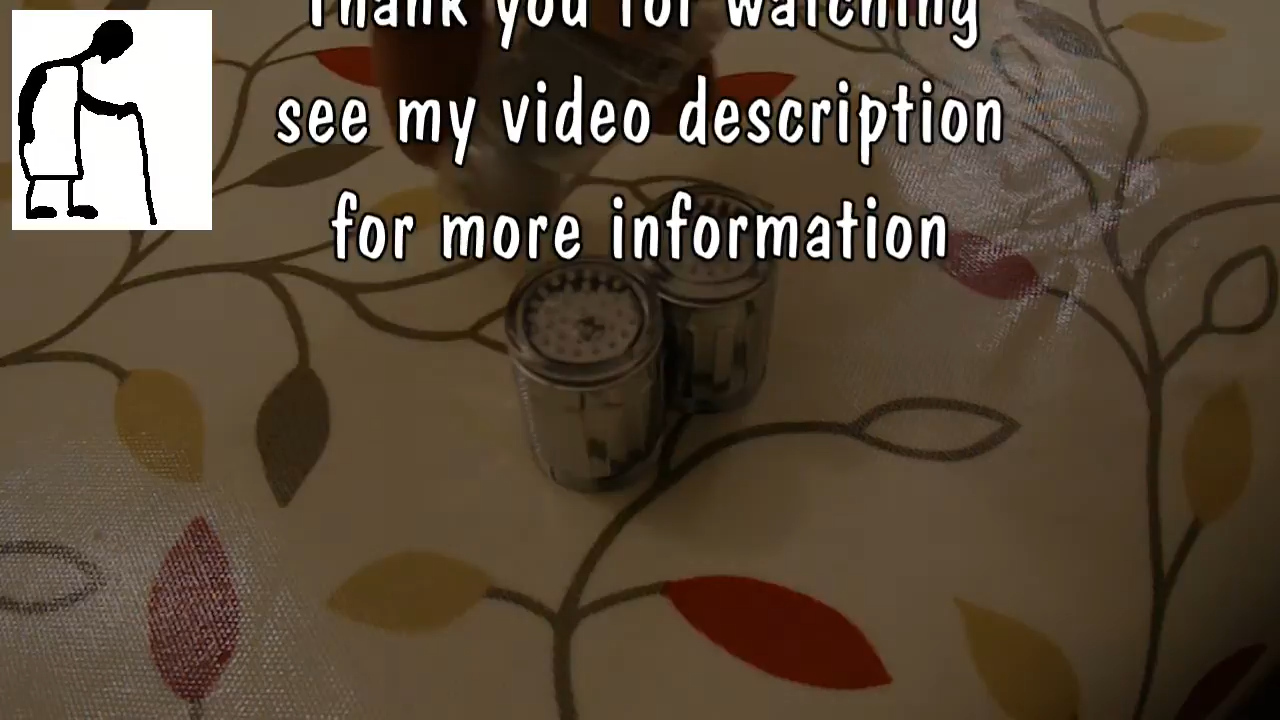 Thank you for watching
see my video description
for more information